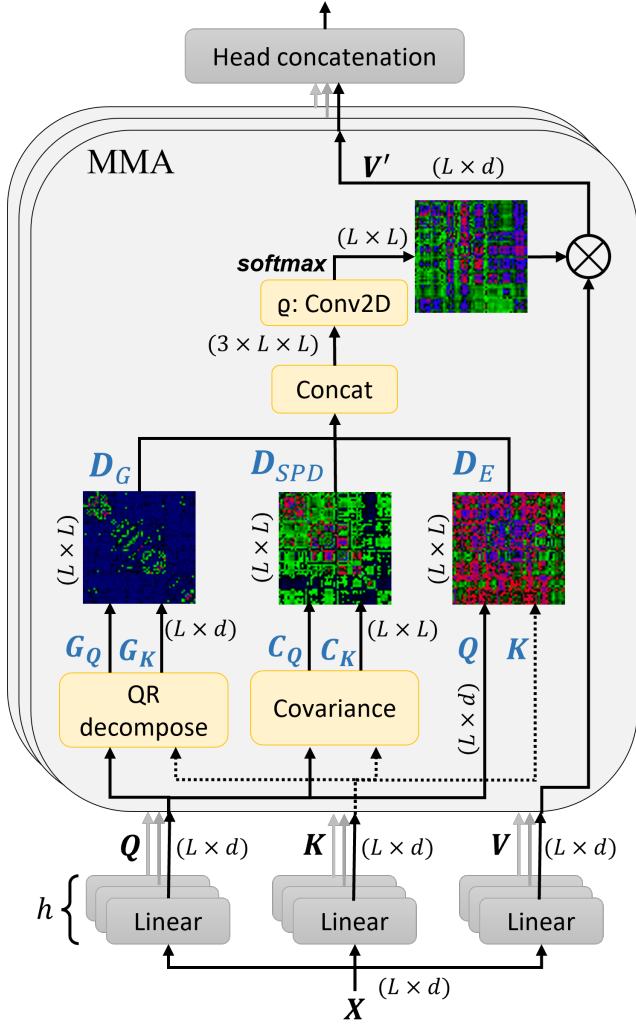 Head concatenation
MMA
V′ (L × d)
(L × L)
softmax
ϱ: Conv2D
(3 × L × L)
Concat
D_G D_SPD D_E
(L × L) (L × L) (L × L)
G_Q G_K (L × d) C_Q C_K (L × L) Q K
QR
decompose
Covariance
(L × d)
Q (L × d) K (L × d) V (L × d)
h { Linear Linear Linear
(L × d)
X